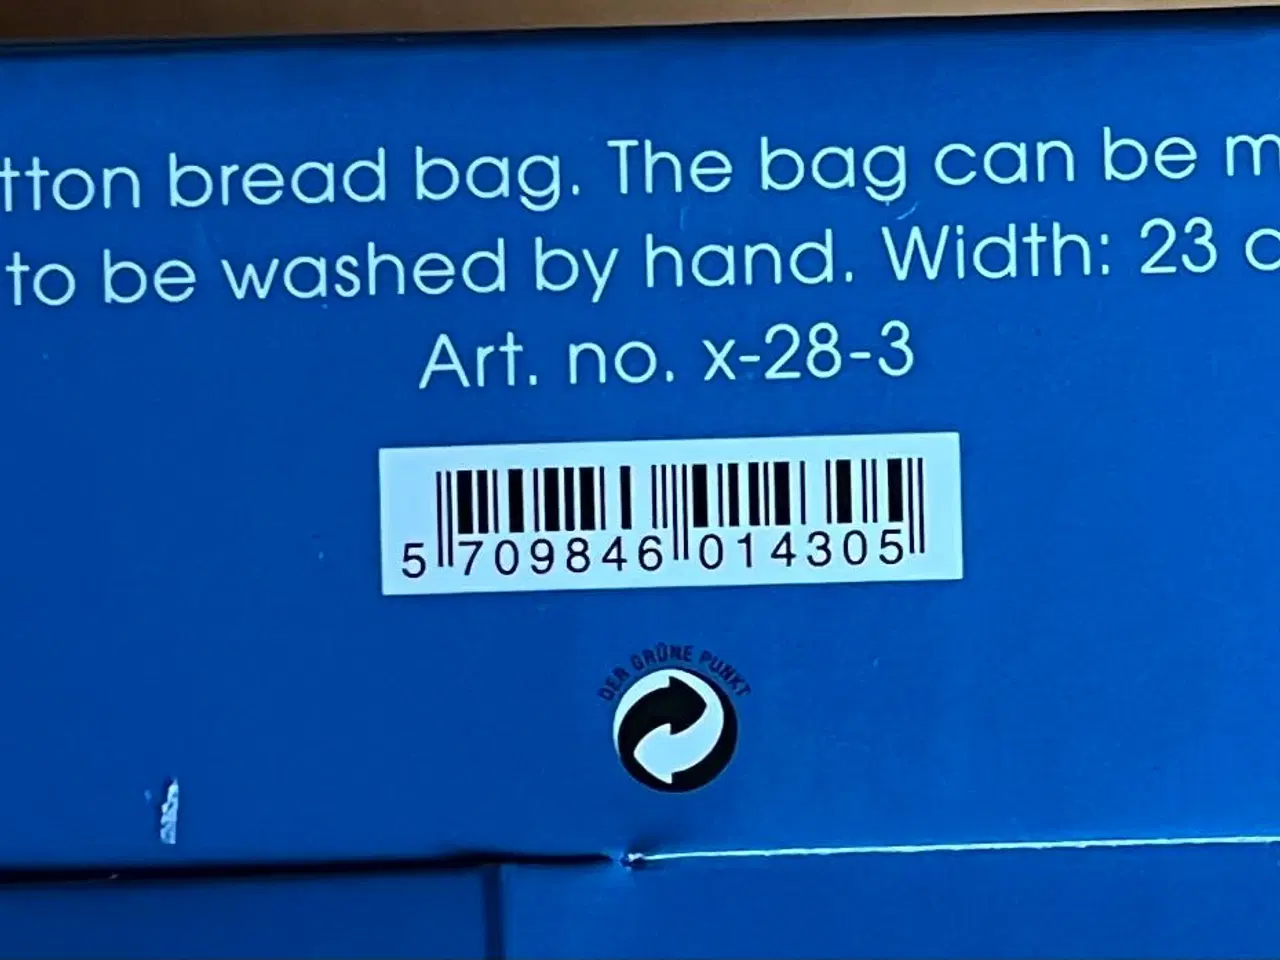 tton bread bag. The bag can be m
to be washed by hand. Width: 23 c
Art. no. x-28-3
5 709846 014305
DER GRÜNE PUNKT